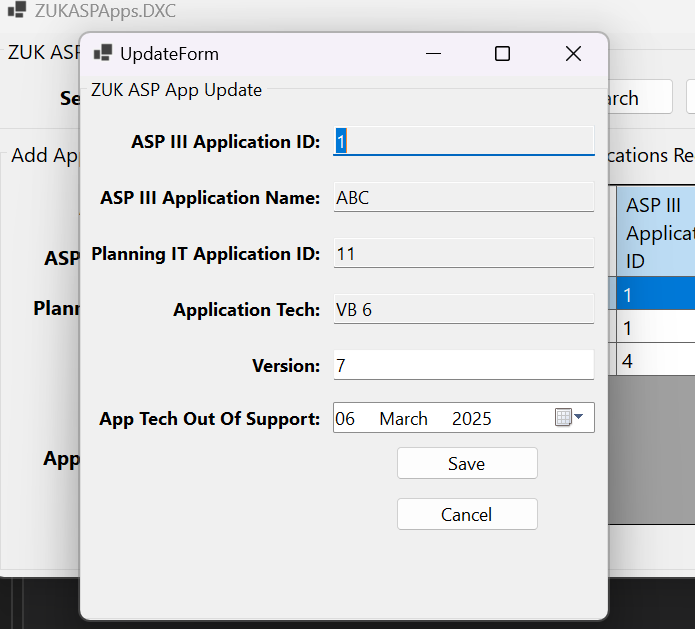 ZUKASPApps.DXC
UpdateForm
ZUK ASP
ZUK ASP App Update
Se
arch
ASP III Application ID: 1
Add Ap
cations Re
ASP III Application Name: ABC
ASP III
Applicat
ID
ASP
Planning IT Application ID: 11
1
Plann
Application Tech: VB 6
1
4
Version: 7
App Tech Out Of Support: 06 March 2025
App
Save
Cancel